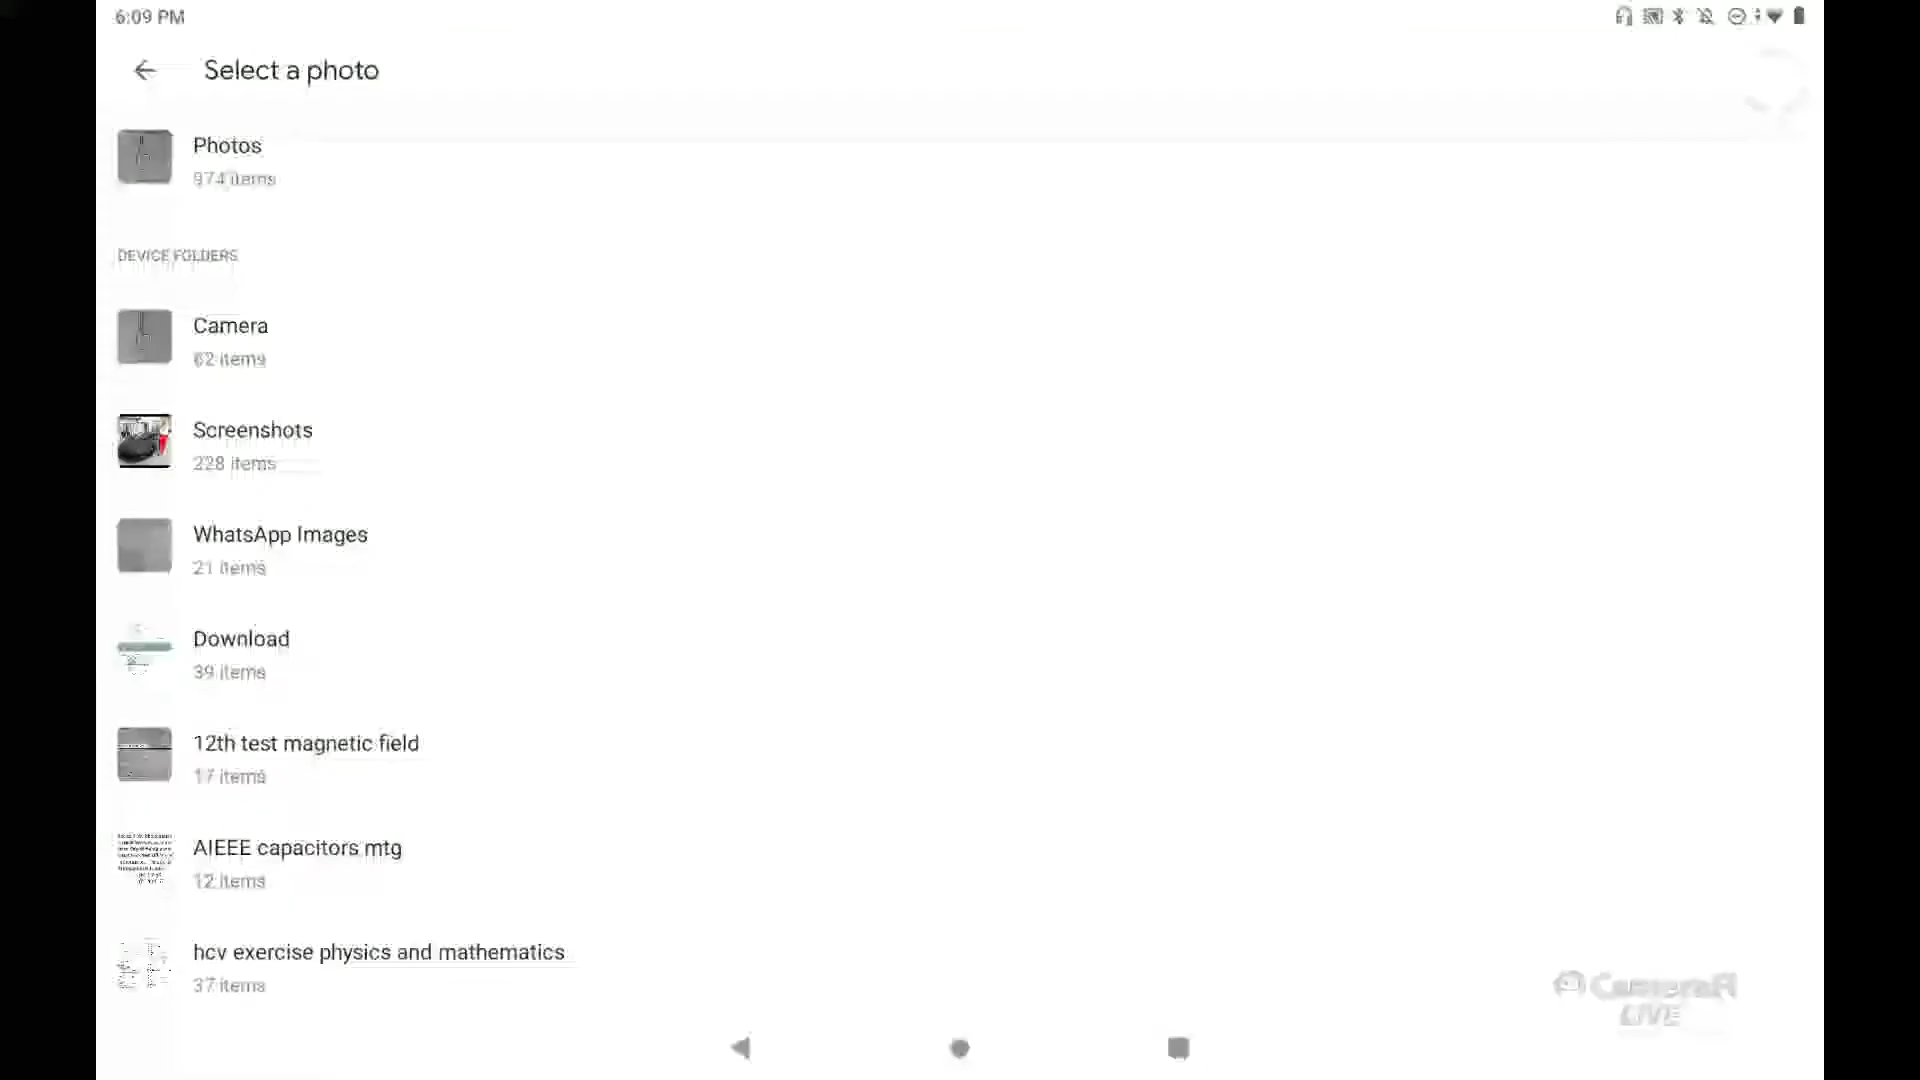 6:09 PM
Select a photo
Photos
974 items
DEVICE FOLDERS
Camera
62 items
Screenshots
228 items
WhatsApp Images
21 items
Download
39 items
12th test magnetic field
17 items
AIEEE capacitors mtg
12 items
hcv exercise physics and mathematics
37 items
CameraFi
LIVE